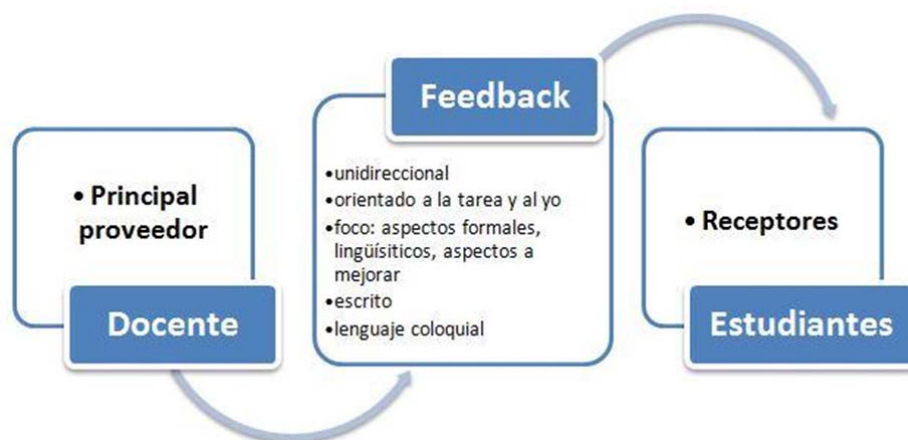 Feedback
• Principal
proveedor
Docente
•unidireccional
•orientado a la tarea y al yo
•foco: aspectos formales,
lingüísiticos, aspectos a
mejorar
•escrito
•lenguaje coloquial
• Receptores
Estudiantes